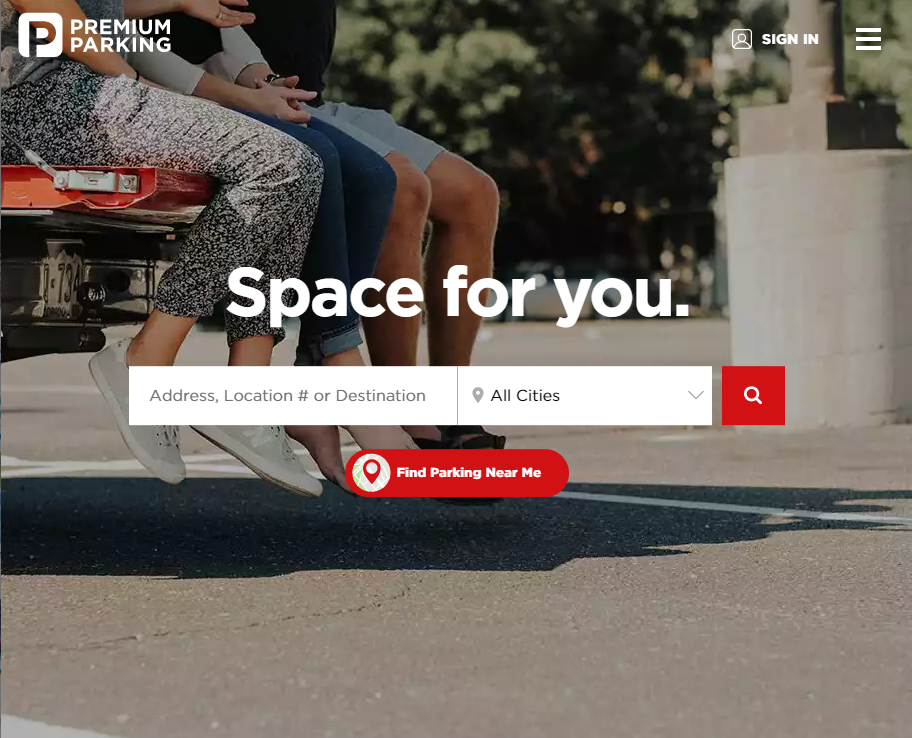 PREMIUM
PARKING
SIGN IN
Space for you.
Address, Location # or Destination
All Cities
Find Parking Near Me